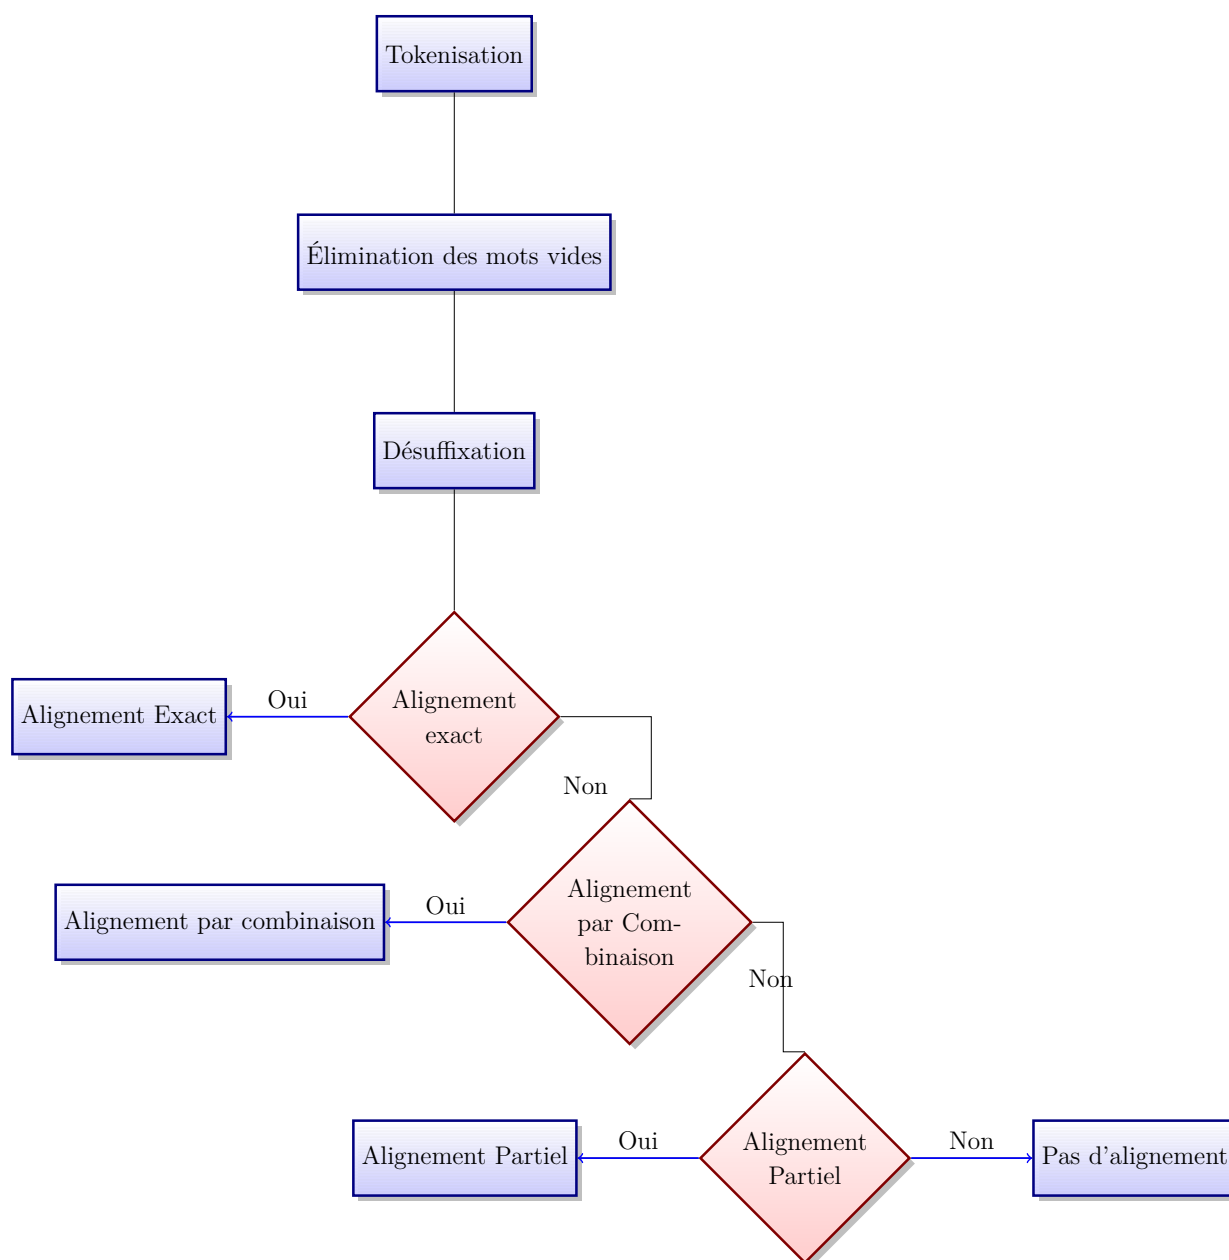 Tokenisation
Élimination des mots vides
Désuffixation
Alignement Exact
Oui
Alignement
exact
Non
Alignement par combinaison
Oui
Alignement
par Com-
binaison
Non
Alignement Partiel
Oui
Alignement
Partiel
Non
Pas d'alignement